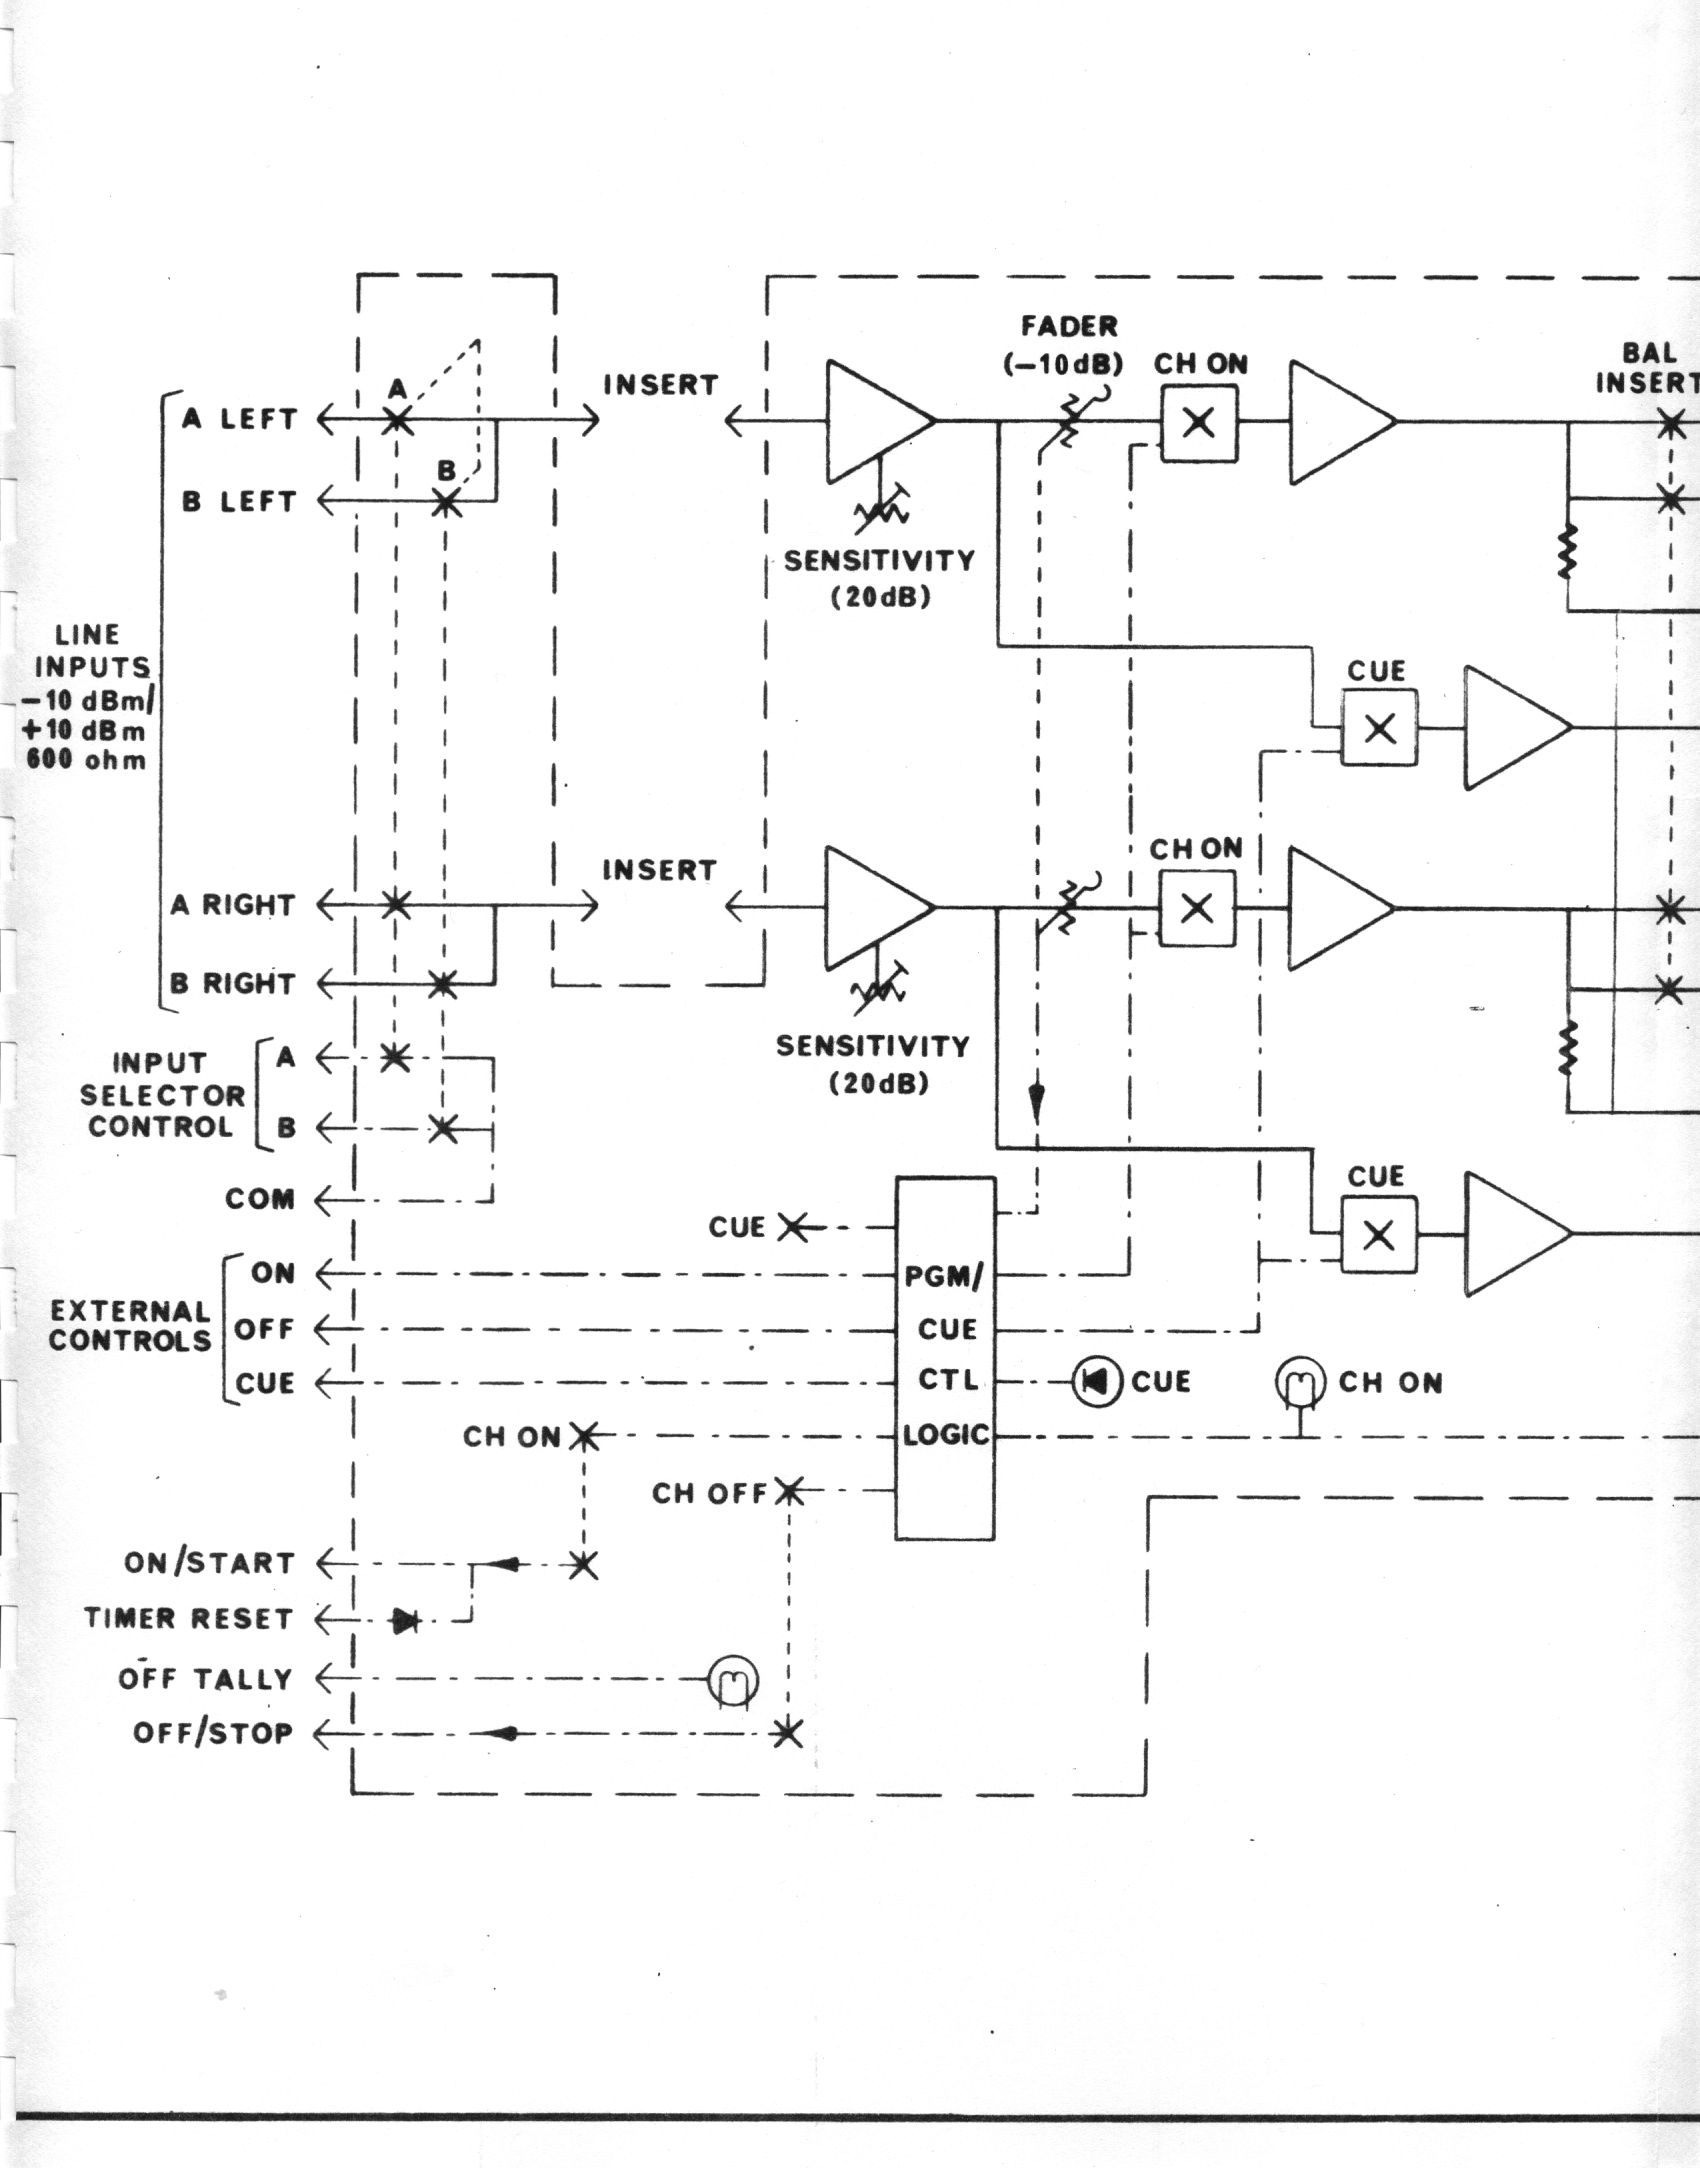 FADER
(-10dB)
CH ON
BAL
INSERT
A
INSERT
A LEFT
B
B LEFT
SENSITIVITY
(20dB)
LINE
INPUTS
-10 dBm/
+10 dBm
600 ohm
CUE
CH ON
INSERT
A RIGHT
B RIGHT
SENSITIVITY
(20dB)
INPUT
SELECTOR
CONTROL
A
B
COM
CUE
CUE
EXTERNAL
CONTROLS
ON
OFF
CUE
PGM/
CUE
CTL
LOGIC
CUE
CH ON
CH ON
CH OFF
ON/START
TIMER RESET
OFF TALLY
OFF/STOP